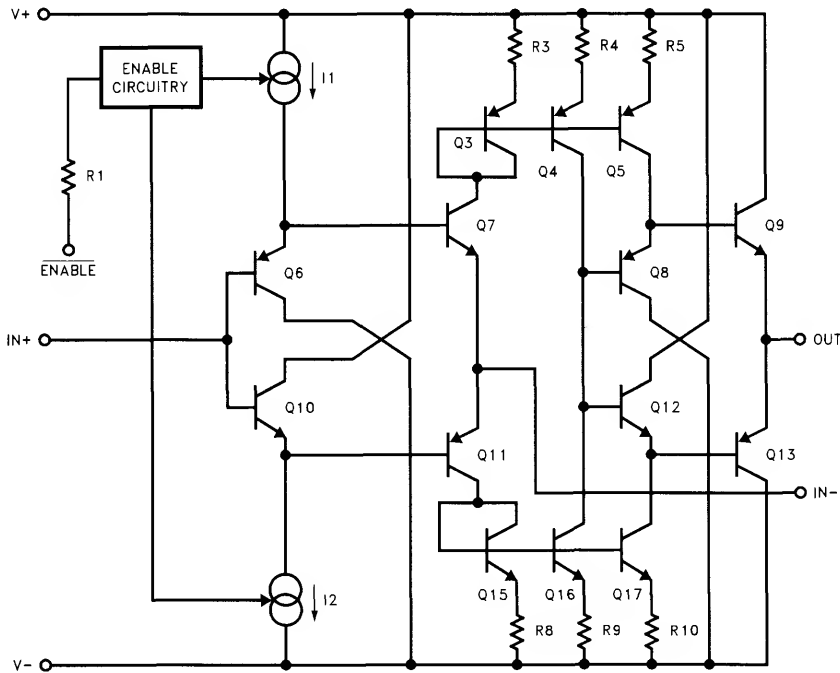 V+
ENABLE
CIRCUITRY
I1
R3
R4
R5
R1
Q3
Q4
Q5
ENABLE
Q7
Q9
Q6
Q8
IN+
OUT
Q10
Q12
Q11
Q13
IN-
I2
Q15
Q16
Q17
R8
R9
R10
V-